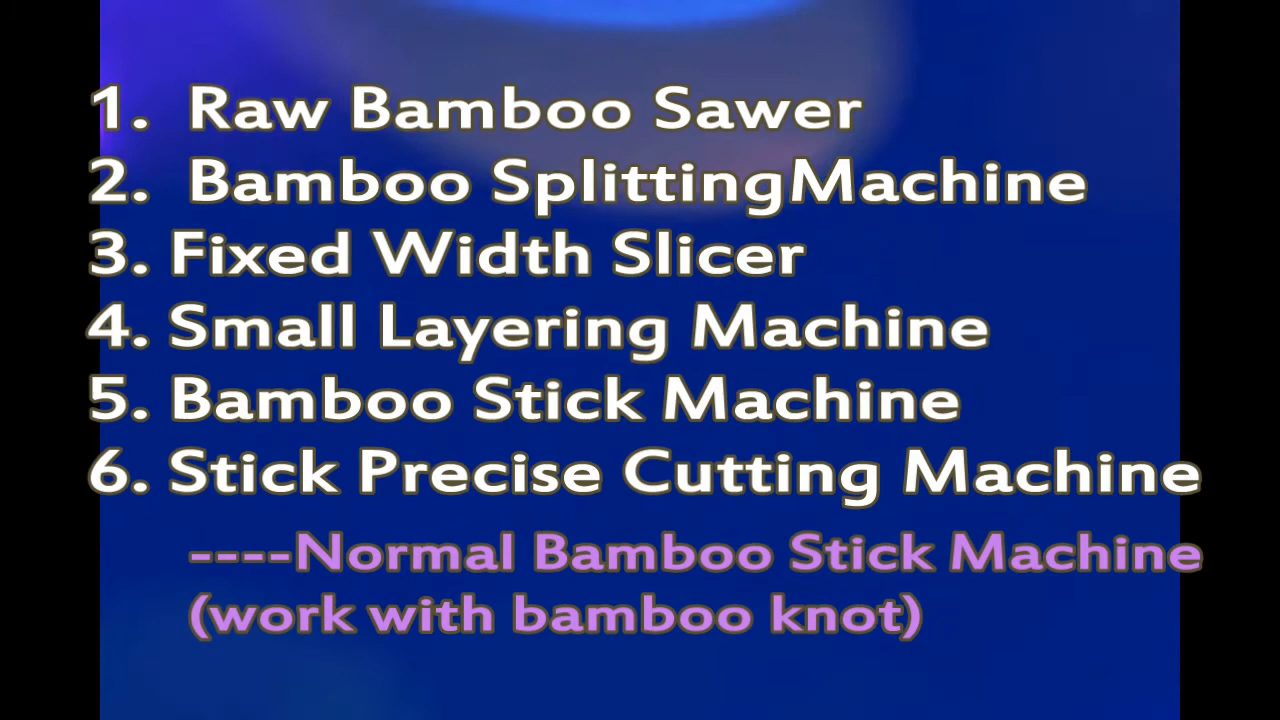 1. Raw Bamboo Sawer
2. Bamboo SplittingMachine
3. Fixed Width Slicer
4. Small Layering Machine
5. Bamboo Stick Machine
6. Stick Precise Cutting Machine
----Normal Bamboo Stick Machine
(work with bamboo knot)